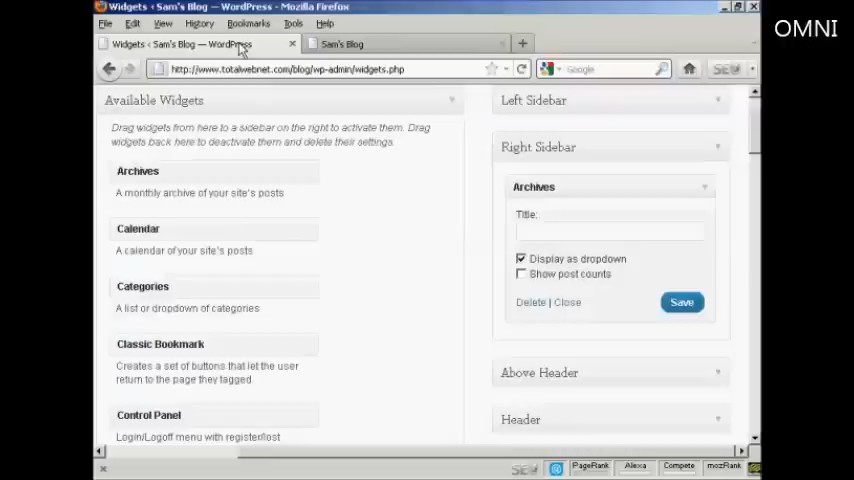 Widgets ‹ Sam's Blog — WordPress - Mozilla Firefox
OMNI
File Edit View History Bookmarks Tools Help
Widgets ‹ Sam's Blog — WordPress
Sam's Blog
http://www.totalwebnet.com/blog/wp-admin/widgets.php
Google
Available Widgets
Drag widgets from here to a sidebar on the right to activate them. Drag
widgets back here to deactivate them and delete their settings.
Archives
A monthly archive of your site's posts
Calendar
A calendar of your site's posts
Categories
A list or dropdown of categories
Classic Bookmark
Creates a set of buttons that let the user
return to the page they tagged
Control Panel
Login/Logoff menu with register/lost
Left Sidebar
Right Sidebar
Archives
Title:
Display as dropdown
Show post counts
Delete | Close
Save
Above Header
Header
PageRank
Alexa
Compete
mozRank